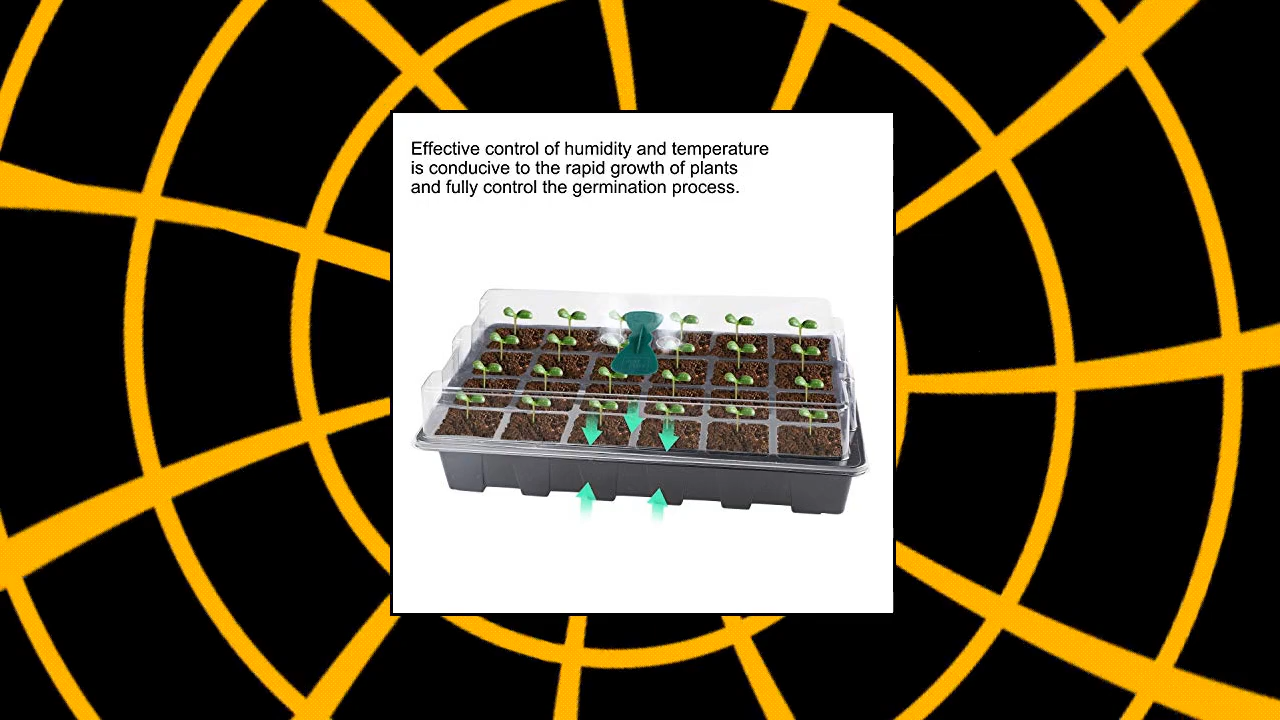 Effective control of humidity and temperature
is conducive to the rapid growth of plants
and fully control the germination process.